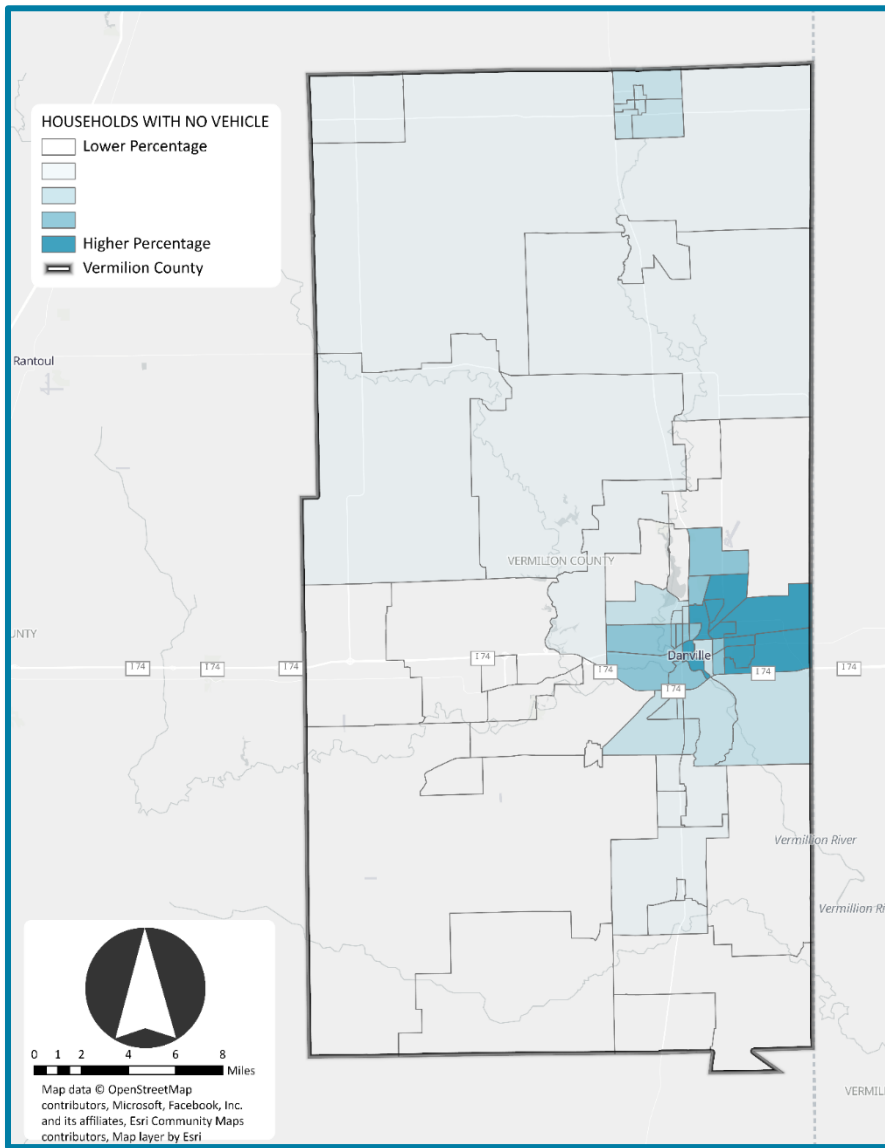 HOUSEHOLDS WITH NO VEHICLE
Lower Percentage
Higher Percentage
Vermilion County
Rantoul
VERMILION COUNTY
UNTY
I 74
I 74
I 74
I 74
Danville
I 74
I 74
I 74
I 74
Vermillion River
Vermillion Ri
VERMIL
0 1 2 4 6 8
Miles
Map data © OpenStreetMap
contributors, Microsoft, Facebook, Inc.
and its affiliates, Esri Community Maps
contributors, Map layer by Esri